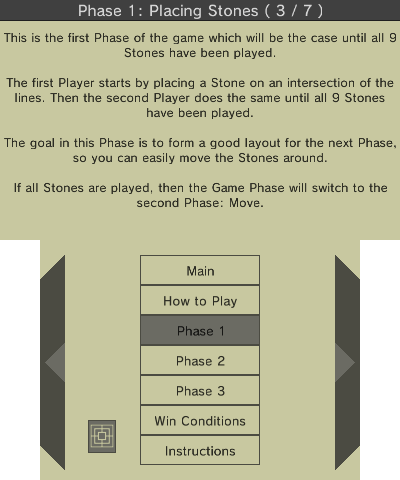 Phase 1: Placing Stones ( 3 / 7 )
This is the first Phase of the game which will be the case until all 9
Stones have been played.
The first Player starts by placing a Stone on an intersection of the
lines. Then the second Player does the same until all 9 Stones
have been played.
The goal in this Phase is to form a good layout for the next Phase,
so you can easily move the Stones around.
If all Stones are played, then the Game Phase will switch to the
second Phase: Move.
Main
How to Play
Phase 1
Phase 2
Phase 3
Win Conditions
Instructions